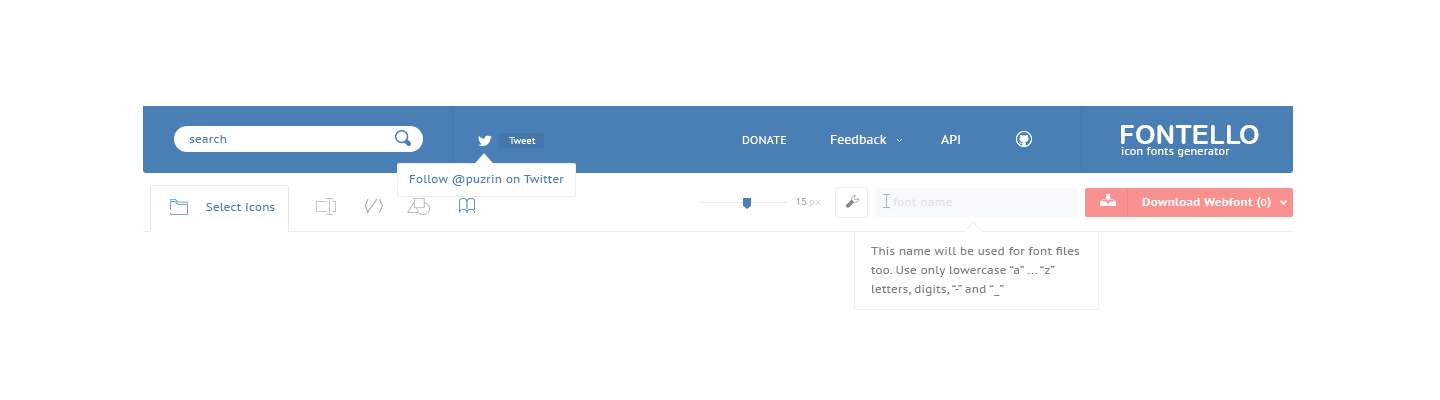 search
Tweet
DONATE
Feedback
API
FONTELLO
icon fonts generator
Follow @puzrin on Twitter
Select Icons
15 px
font name
Download Webfont (0)
This name will be used for font files
too. Use only lowercase “a” ... “z”
letters, digits, “-” and “_”